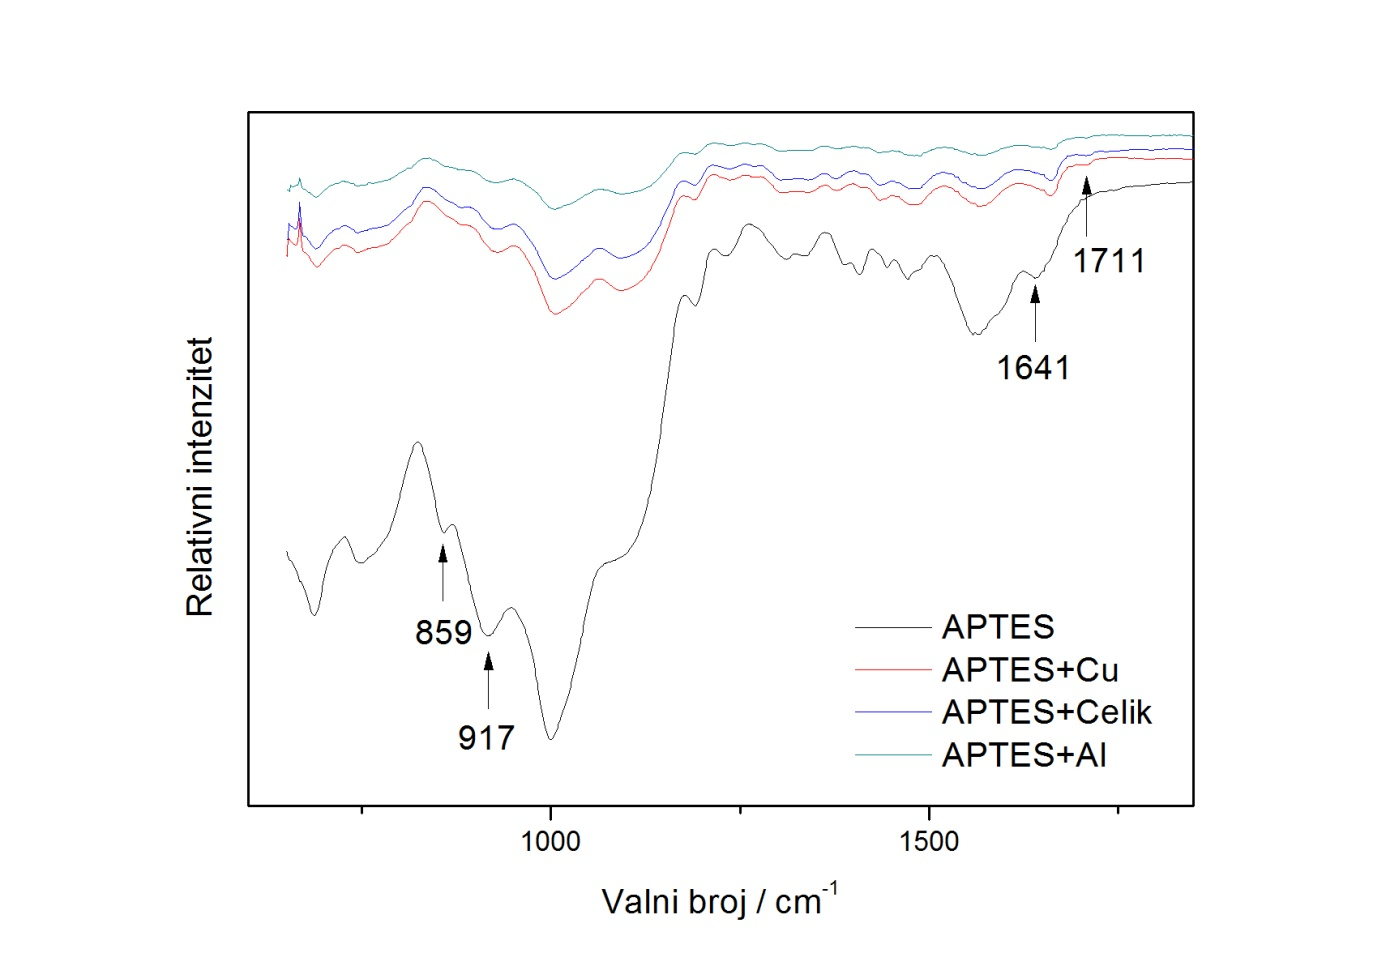 Relativni intenzitet
1711
1641
859
917
APTES
APTES+Cu
APTES+Celik
APTES+Al
1000
1500
Valni broj / cm⁻¹